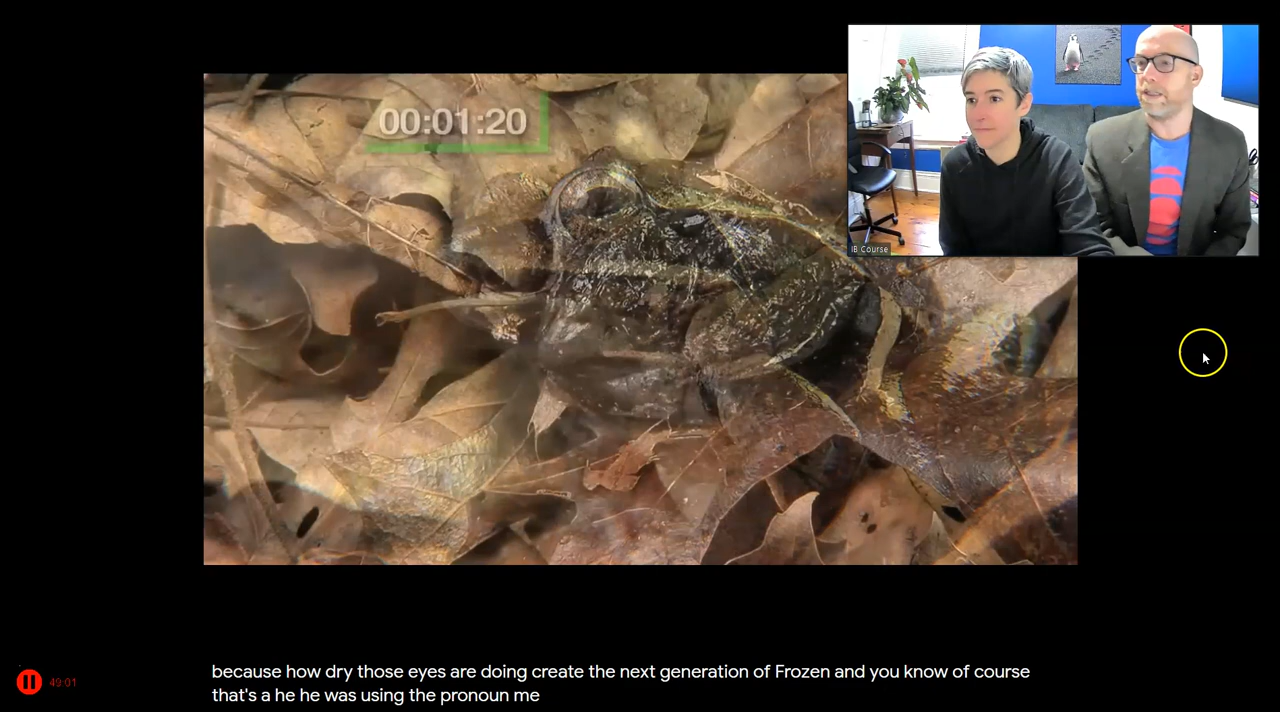 00:01:20
IB Course
because how dry those eyes are doing create the next generation of Frozen and you know of course
that's a he he was using the pronoun me
49:01